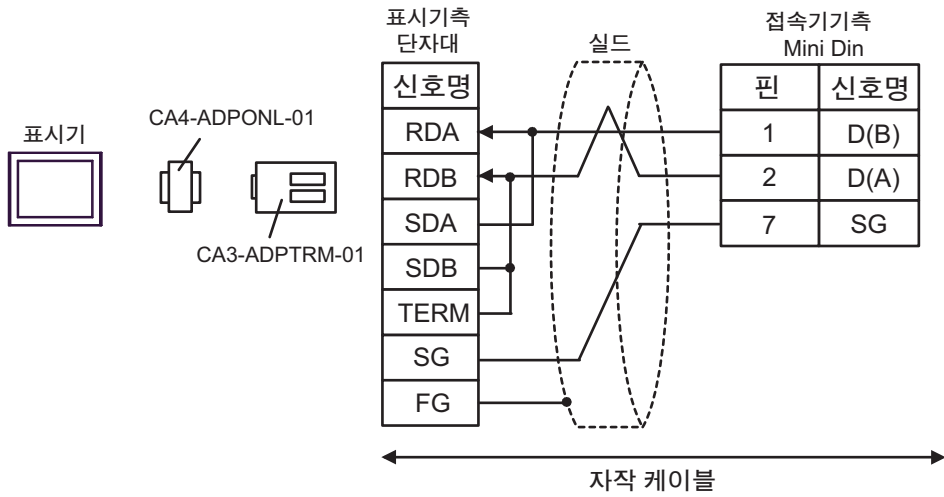 표시기
CA4-ADPONL-01
CA3-ADPTRM-01
표시기측
단자대
신호명
RDA
RDB
SDA
SDB
TERM
SG
FG
실드
접속기기측
Mini Din
핀 신호명
1 D(B)
2 D(A)
7 SG
자작 케이블